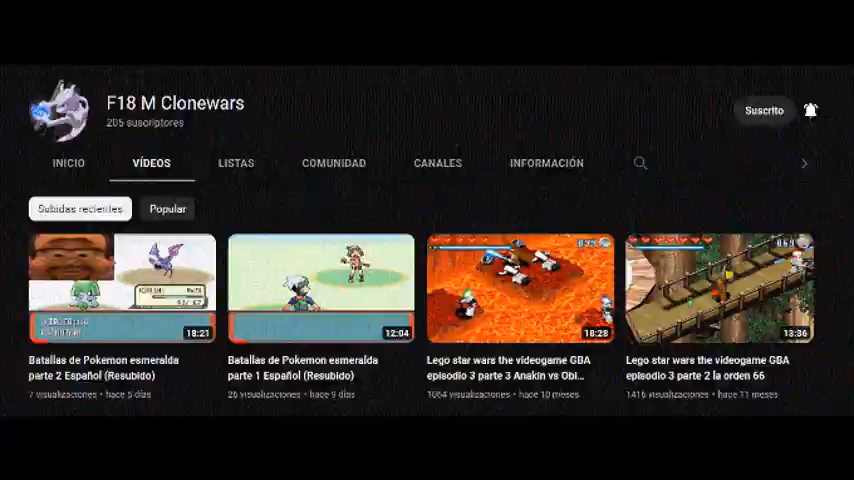 F18 M Clonewars
205 suscriptores
Suscrito
INICIO VÍDEOS LISTAS COMUNIDAD CANALES INFORMACIÓN
Subidas recientes Popular
18:21 12:04 18:28 13:36
Batallas de Pokemon esmeralda
parte 2 Español (Resubido)
7 visualizaciones • hace 5 días
Batallas de Pokemon esmeralda
parte 1 Español (Resubido)
26 visualizaciones • hace 9 días
Lego star wars the videogame GBA
episodio 3 parte 3 Anakin vs Obi...
1064 visualizaciones • hace 10 meses
Lego star wars the videogame GBA
episodio 3 parte 2 la orden 66
1416 visualizaciones • hace 11 meses